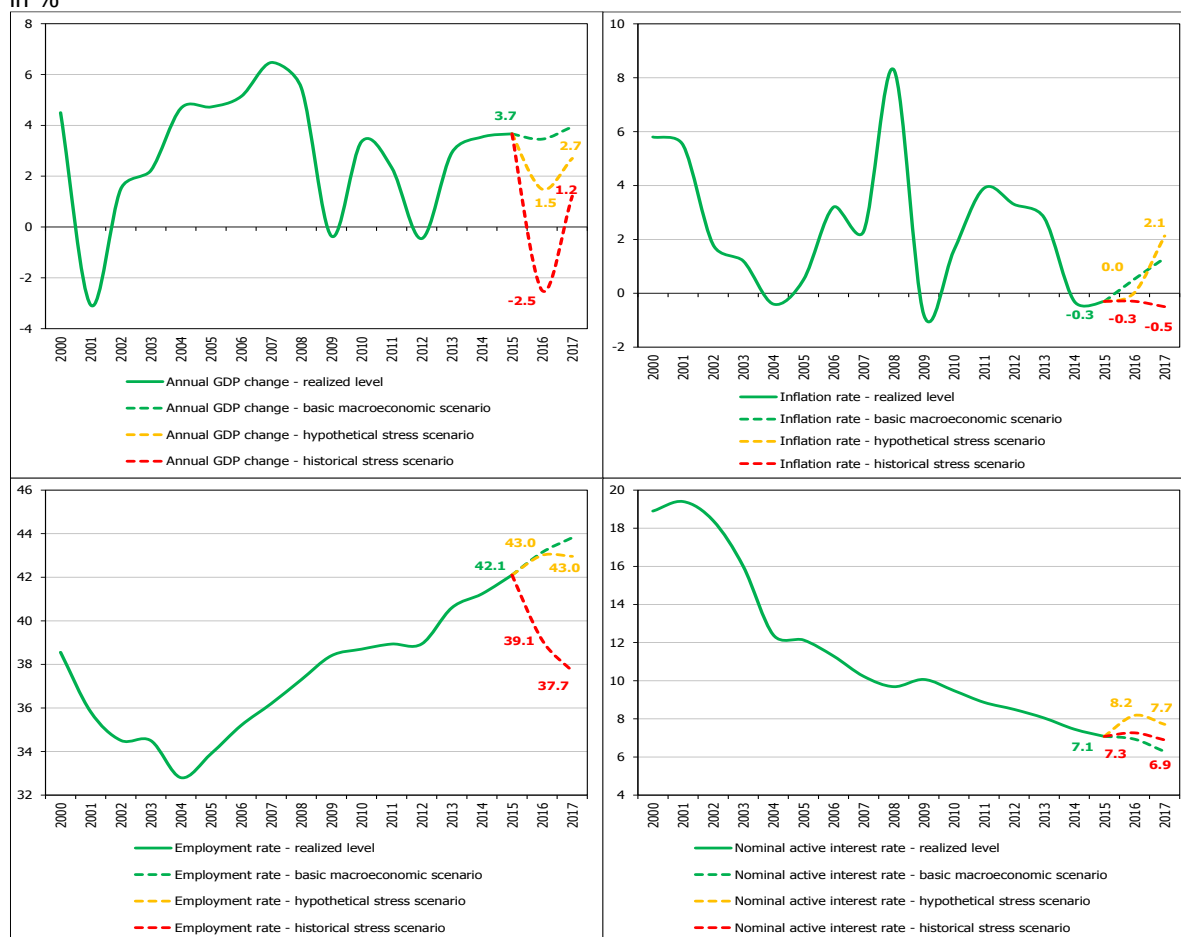 in %
8
6
4
2
0
-2
-4
3.7
2.7
1.5
1.2
-2.5
2000 2001 2002 2003 2004 2005 2006 2007 2008 2009 2010 2011 2012 2013 2014 2015 2016 2017
Annual GDP change - realized level
Annual GDP change - basic macroeconomic scenario
Annual GDP change - hypothetical stress scenario
Annual GDP change - historical stress scenario
10
8
6
4
2
0
-2
2.1
0.0
-0.3
-0.3
-0.5
2000 2001 2002 2003 2004 2005 2006 2007 2008 2009 2010 2011 2012 2013 2014 2015 2016 2017
Inflation rate - realized level
Inflation rate - basic macroeconomic scenario
Inflation rate - hypothetical stress scenario
Inflation rate - historical stress scenario
46
44
42
40
38
36
34
32
43.0
42.1
43.0
39.1
37.7
2000 2001 2002 2003 2004 2005 2006 2007 2008 2009 2010 2011 2012 2013 2014 2015 2016 2017
Employment rate - realized level
Employment rate - basic macroeconomic scenario
Employment rate - hypothetical stress scenario
Employment rate - historical stress scenario
20
18
16
14
12
10
8
6
4
8.2
7.7
7.1
7.3
6.9
2000 2001 2002 2003 2004 2005 2006 2007 2008 2009 2010 2011 2012 2013 2014 2015 2016 2017
Nominal active interest rate - realized level
Nominal active interest rate - basic macroeconomic scenario
Nominal active interest rate - hypothetical stress scenario
Nominal active interest rate - historical stress scenario